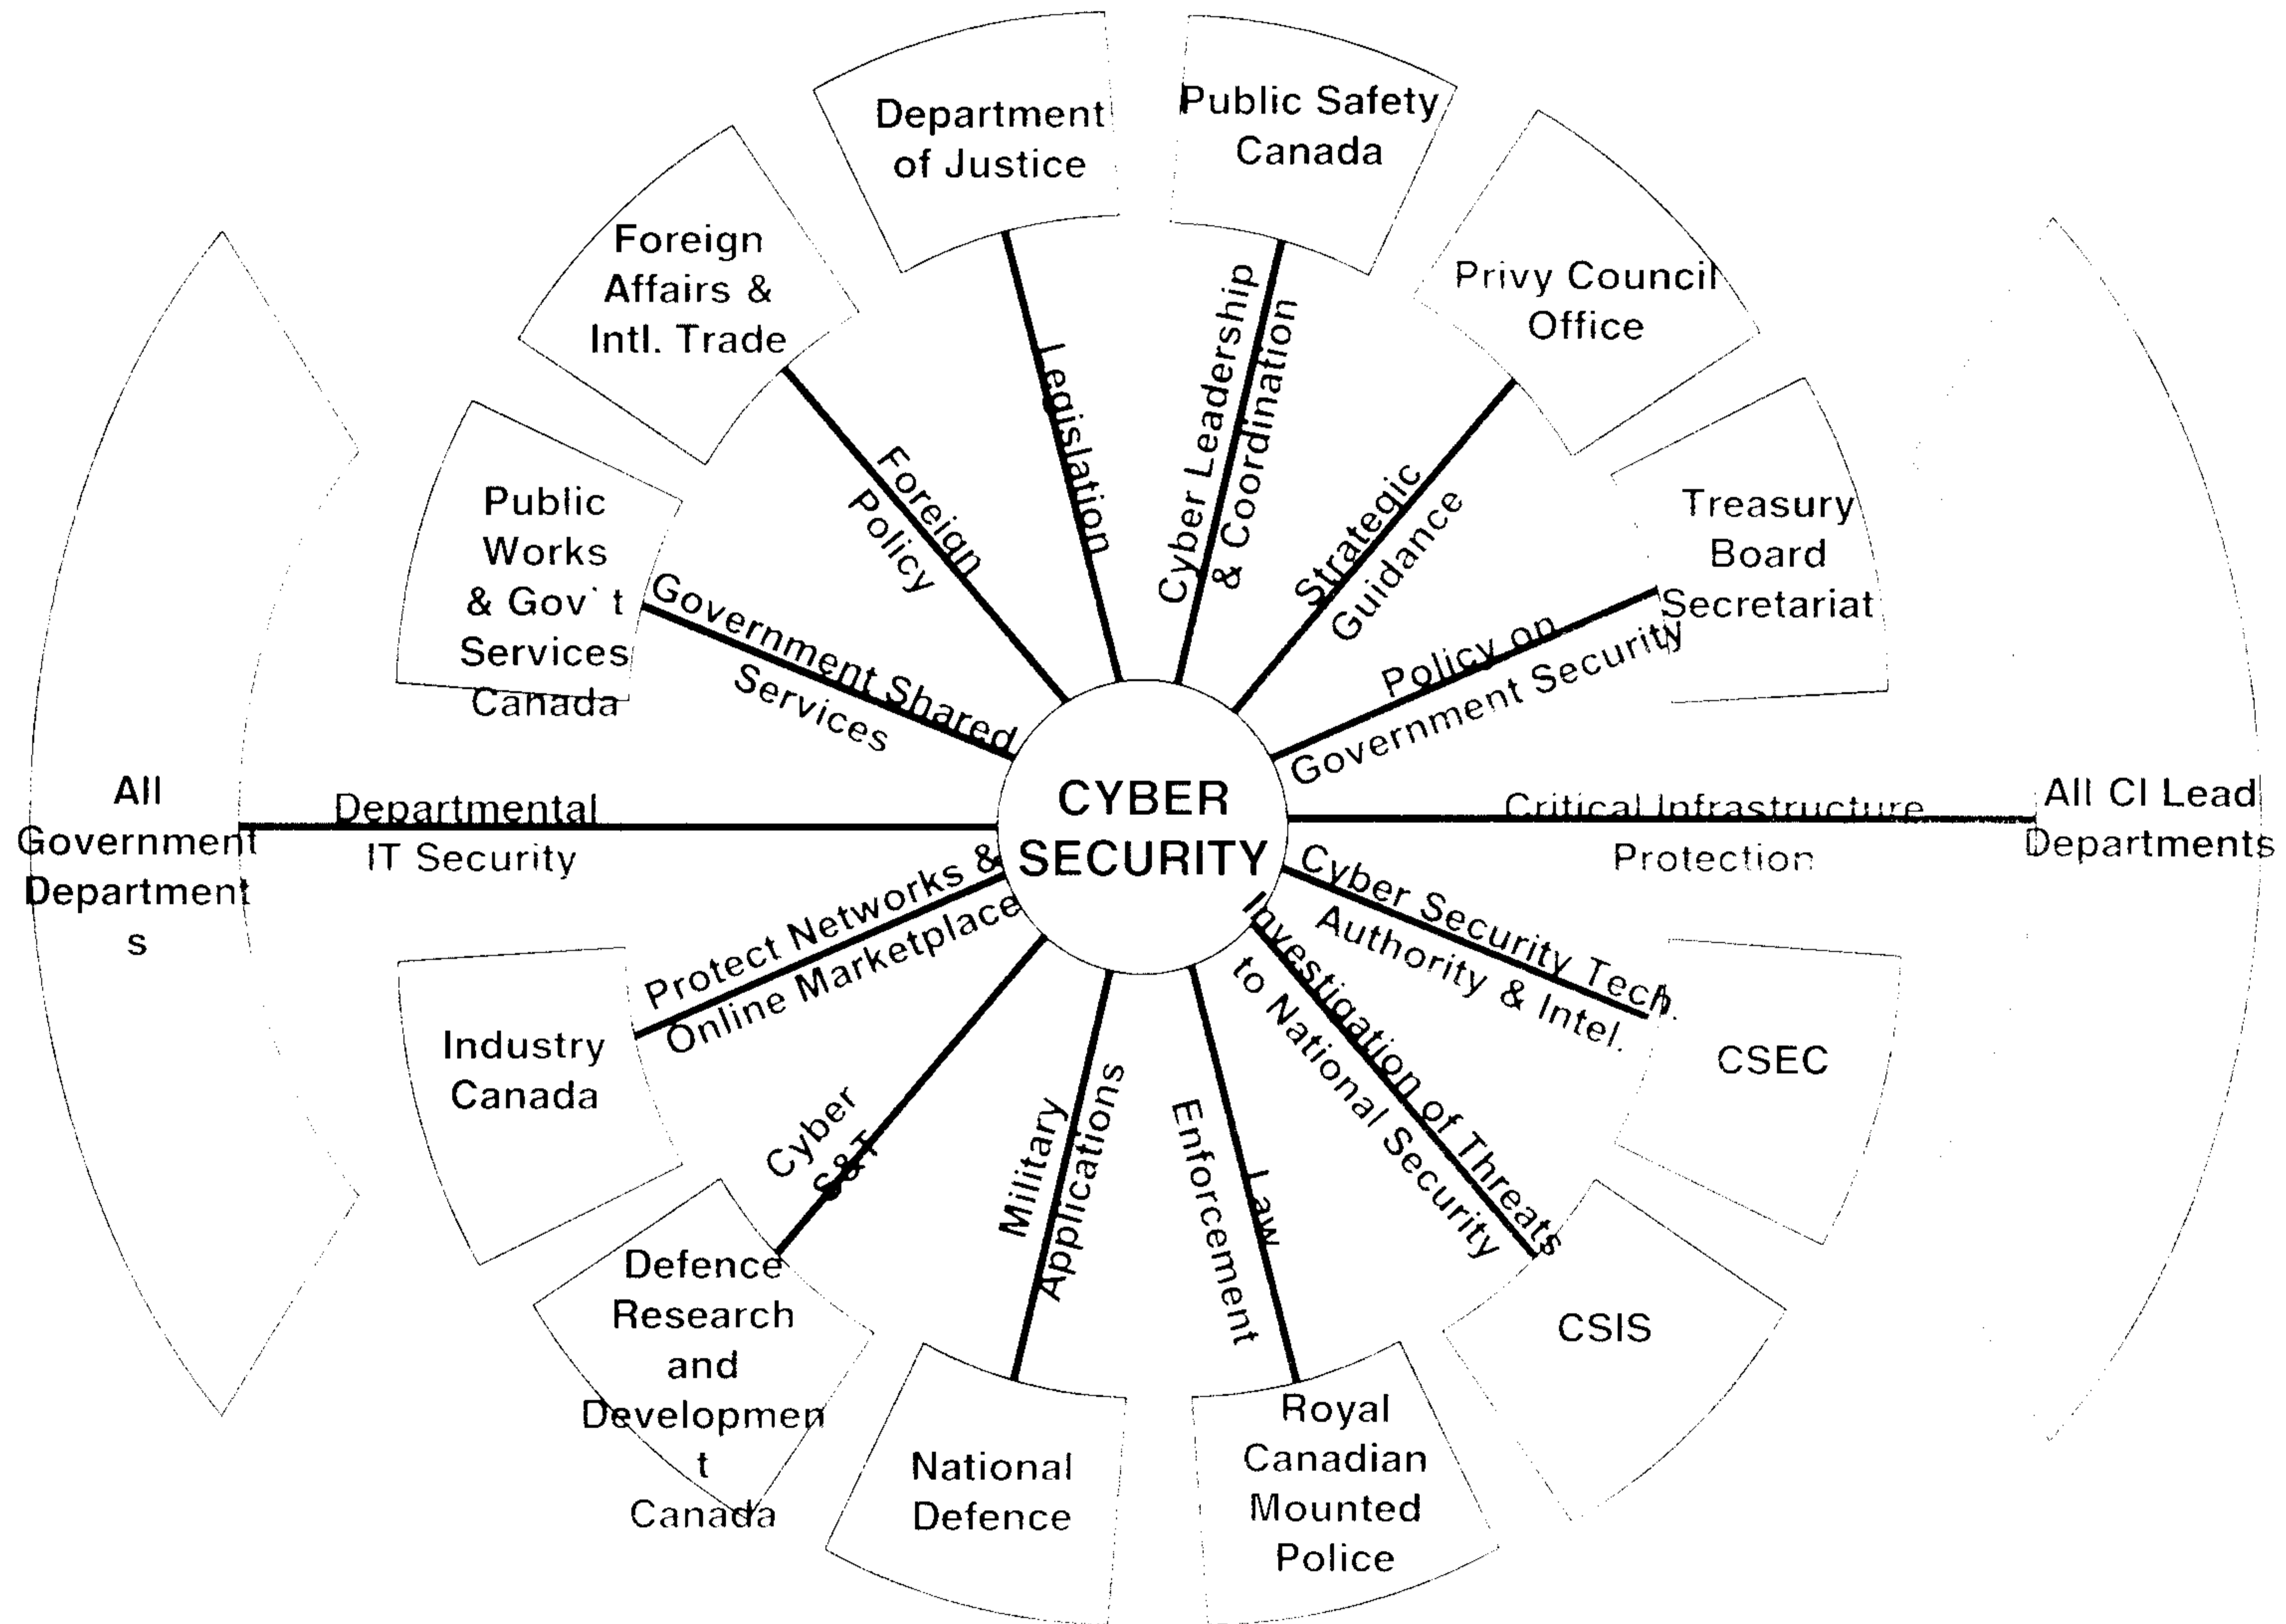 Department
of Justice
Public Safety
Canada
Privy Council
Office
Treasury
Board
Secretariat
All CI Lead
Departments
CSEC
CSIS
Royal
Canadian
Mounted
Police
National
Defence
Defence
Research
and
Developmen
t
Canada
Industry
Canada
All
Government
Department
s
Public
Works
& Gov`t
Services
Canada
Foreign
Affairs &
Intl. Trade
Legislation
Cyber Leadership
& Coordination
Strategic
Guidance
Policy on
Government Security
Critical Infrastructure
Protection
Cyber Security Tech.
Authority & Intel.
Investigation of Threats
to National Security
Law
Enforcement
Military
Applications
Cyber
S&T
Protect Networks &
Online Marketplace
Departmental
IT Security
Government Shared
Services
Foreign
Policy
CYBER
SECURITY